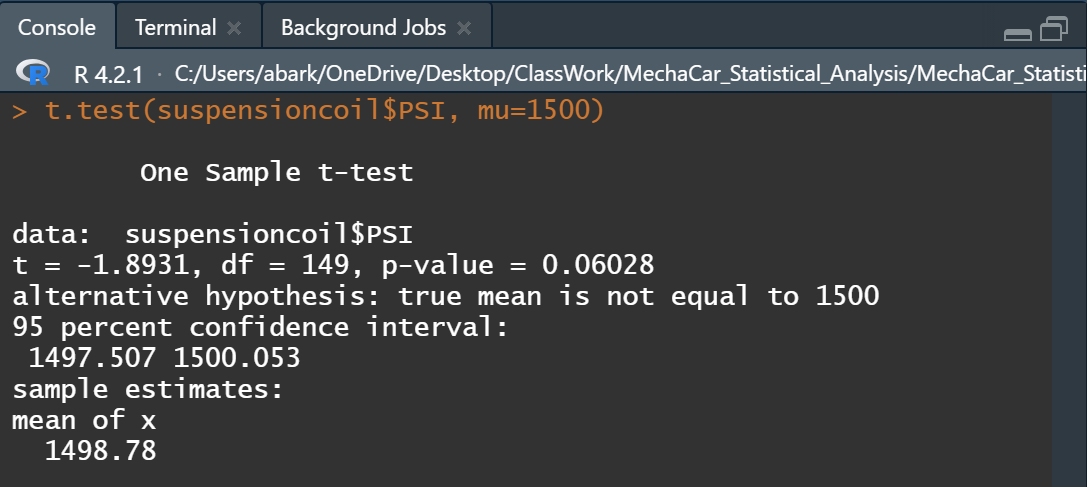 Console Terminal Background Jobs
R R 4.2.1 · C:/Users/abark/OneDrive/Desktop/ClassWork/MechaCar_Statistical_Analysis/MechaCar_Statisti
> t.test(suspensioncoil$PSI, mu=1500)
One Sample t-test
data:  suspensioncoil$PSI
t = -1.8931, df = 149, p-value = 0.06028
alternative hypothesis: true mean is not equal to 1500
95 percent confidence interval:
 1497.507 1500.053
sample estimates:
mean of x
  1498.78